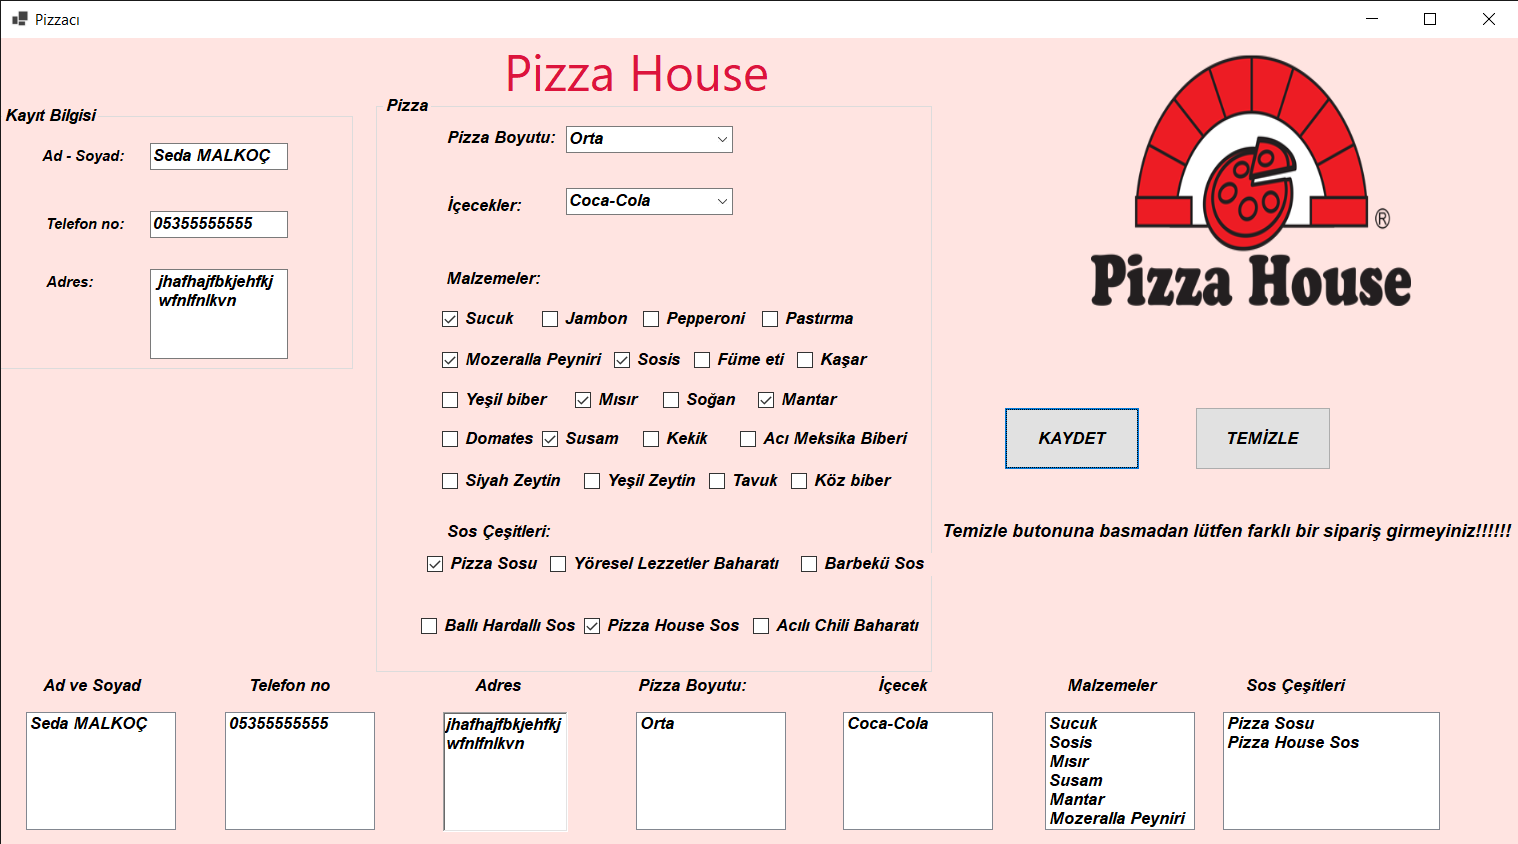 Pizzacı
Pizza House
Kayıt Bilgisi
Ad - Soyad:
Seda MALKOÇ
Telefon no:
05355555555
Adres:
jhafhajfbkjehfkj
wfnlfnlkvn
Pizza
Pizza Boyutu:
Orta
İçecekler:
Coca-Cola
Malzemeler:
Sucuk Jambon Pepperoni Pastırma
Mozeralla Peyniri Sosis Füme eti Kaşar
Yeşil biber Mısır Soğan Mantar
Domates Susam Kekik Acı Meksika Biberi
Siyah Zeytin Yeşil Zeytin Tavuk Köz biber
Sos Çeşitleri:
Pizza Sosu Yöresel Lezzetler Baharatı Barbekü Sos
Ballı Hardallı Sos Pizza House Sos Acılı Chili Baharatı
®
Pizza House
KAYDET TEMİZLE
Temizle butonuna basmadan lütfen farklı bir sipariş girmeyiniz!!!!!!
Ad ve Soyad
Seda MALKOÇ
Telefon no
05355555555
Adres
jhafhajfbkjehfkj
wfnlfnlkvn
Pizza Boyutu:
Orta
İçecek
Coca-Cola
Malzemeler
Sucuk
Sosis
Mısır
Susam
Mantar
Mozeralla Peyniri
Sos Çeşitleri
Pizza Sosu
Pizza House Sos